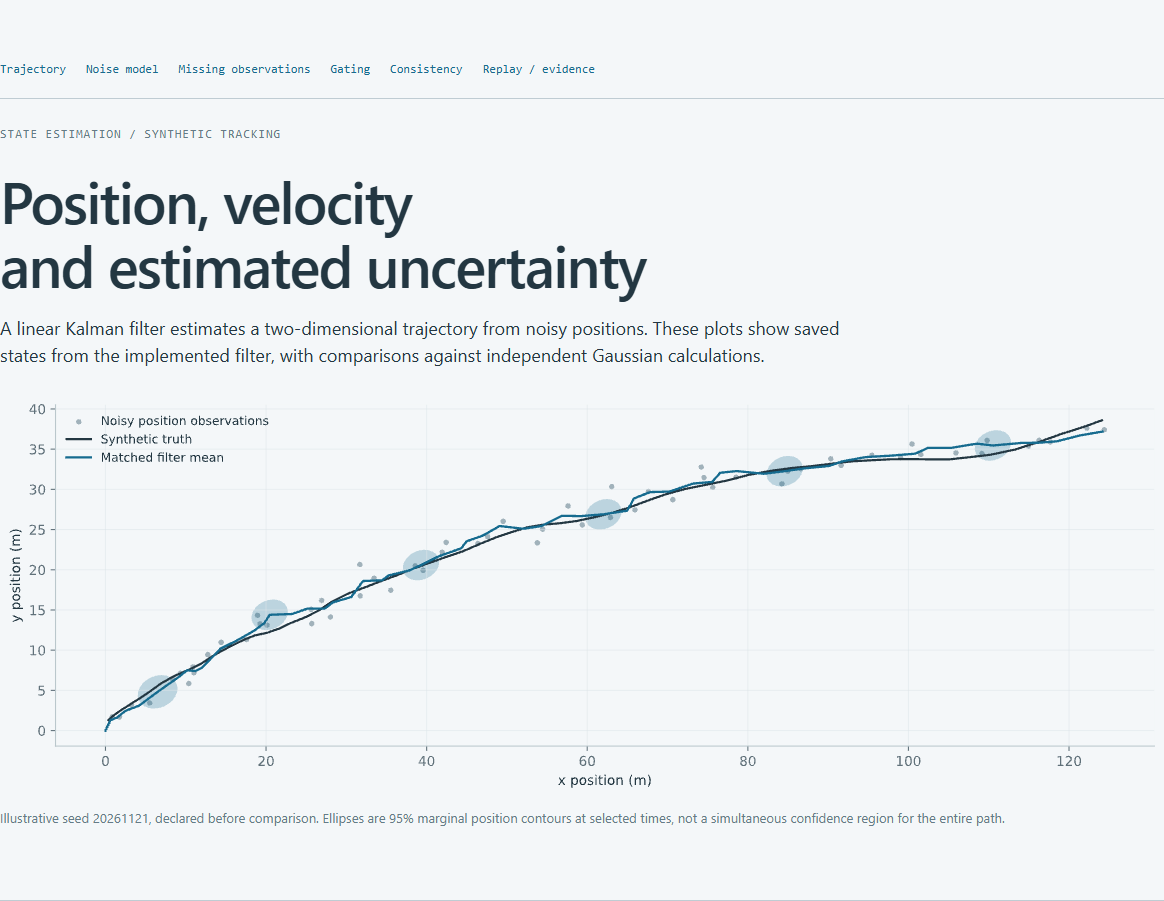 Trajectory Noise model Missing observations Gating Consistency Replay / evidence
STATE ESTIMATION / SYNTHETIC TRACKING
Position, velocity
and estimated uncertainty
A linear Kalman filter estimates a two-dimensional trajectory from noisy positions. These plots show saved
states from the implemented filter, with comparisons against independent Gaussian calculations.
Noisy position observations
Synthetic truth
Matched filter mean
y position (m)
40
35
30
25
20
15
10
5
0
0 20 40 60 80 100 120
x position (m)
Illustrative seed 20261121, declared before comparison. Ellipses are 95% marginal position contours at selected times, not a simultaneous confidence region for the entire path.